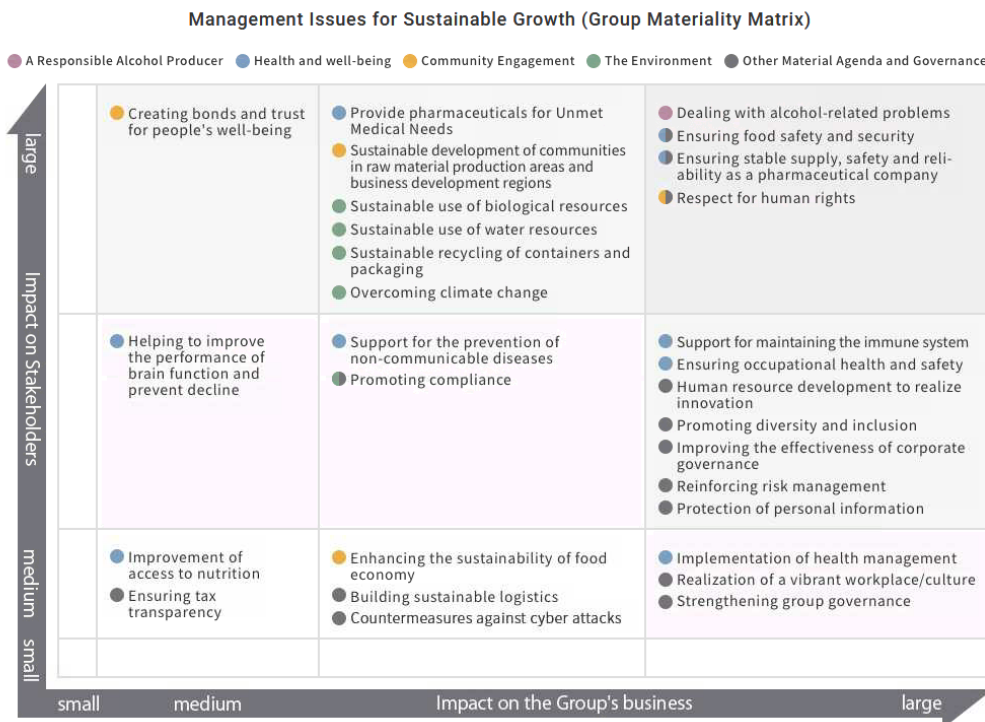 Management Issues for Sustainable Growth (Group Materiality Matrix)
A Responsible Alcohol Producer
Health and well-being
Community Engagement
The Environment
Other Material Agenda and Governance
large
Impact on Stakeholders
medium
small
Creating bonds and trust
for people's well-being
Provide pharmaceuticals for Unmet
Medical Needs
Sustainable development of communities
in raw material production areas and
business development regions
Sustainable use of biological resources
Sustainable use of water resources
Sustainable recycling of containers and
packaging
Overcoming climate change
Dealing with alcohol-related problems
Ensuring food safety and security
Ensuring stable supply, safety and reli-
ability as a pharmaceutical company
Respect for human rights
Helping to improve
the performance of
brain function and
prevent decline
Support for the prevention of
non-communicable diseases
Promoting compliance
Support for maintaining the immune system
Ensuring occupational health and safety
Human resource development to realize
innovation
Promoting diversity and inclusion
Improving the effectiveness of corporate
governance
Reinforcing risk management
Protection of personal information
Improvement of
access to nutrition
Ensuring tax
transparency
Enhancing the sustainability of food
economy
Building sustainable logistics
Countermeasures against cyber attacks
Implementation of health management
Realization of a vibrant workplace/culture
Strengthening group governance
small
medium
Impact on the Group's business
large